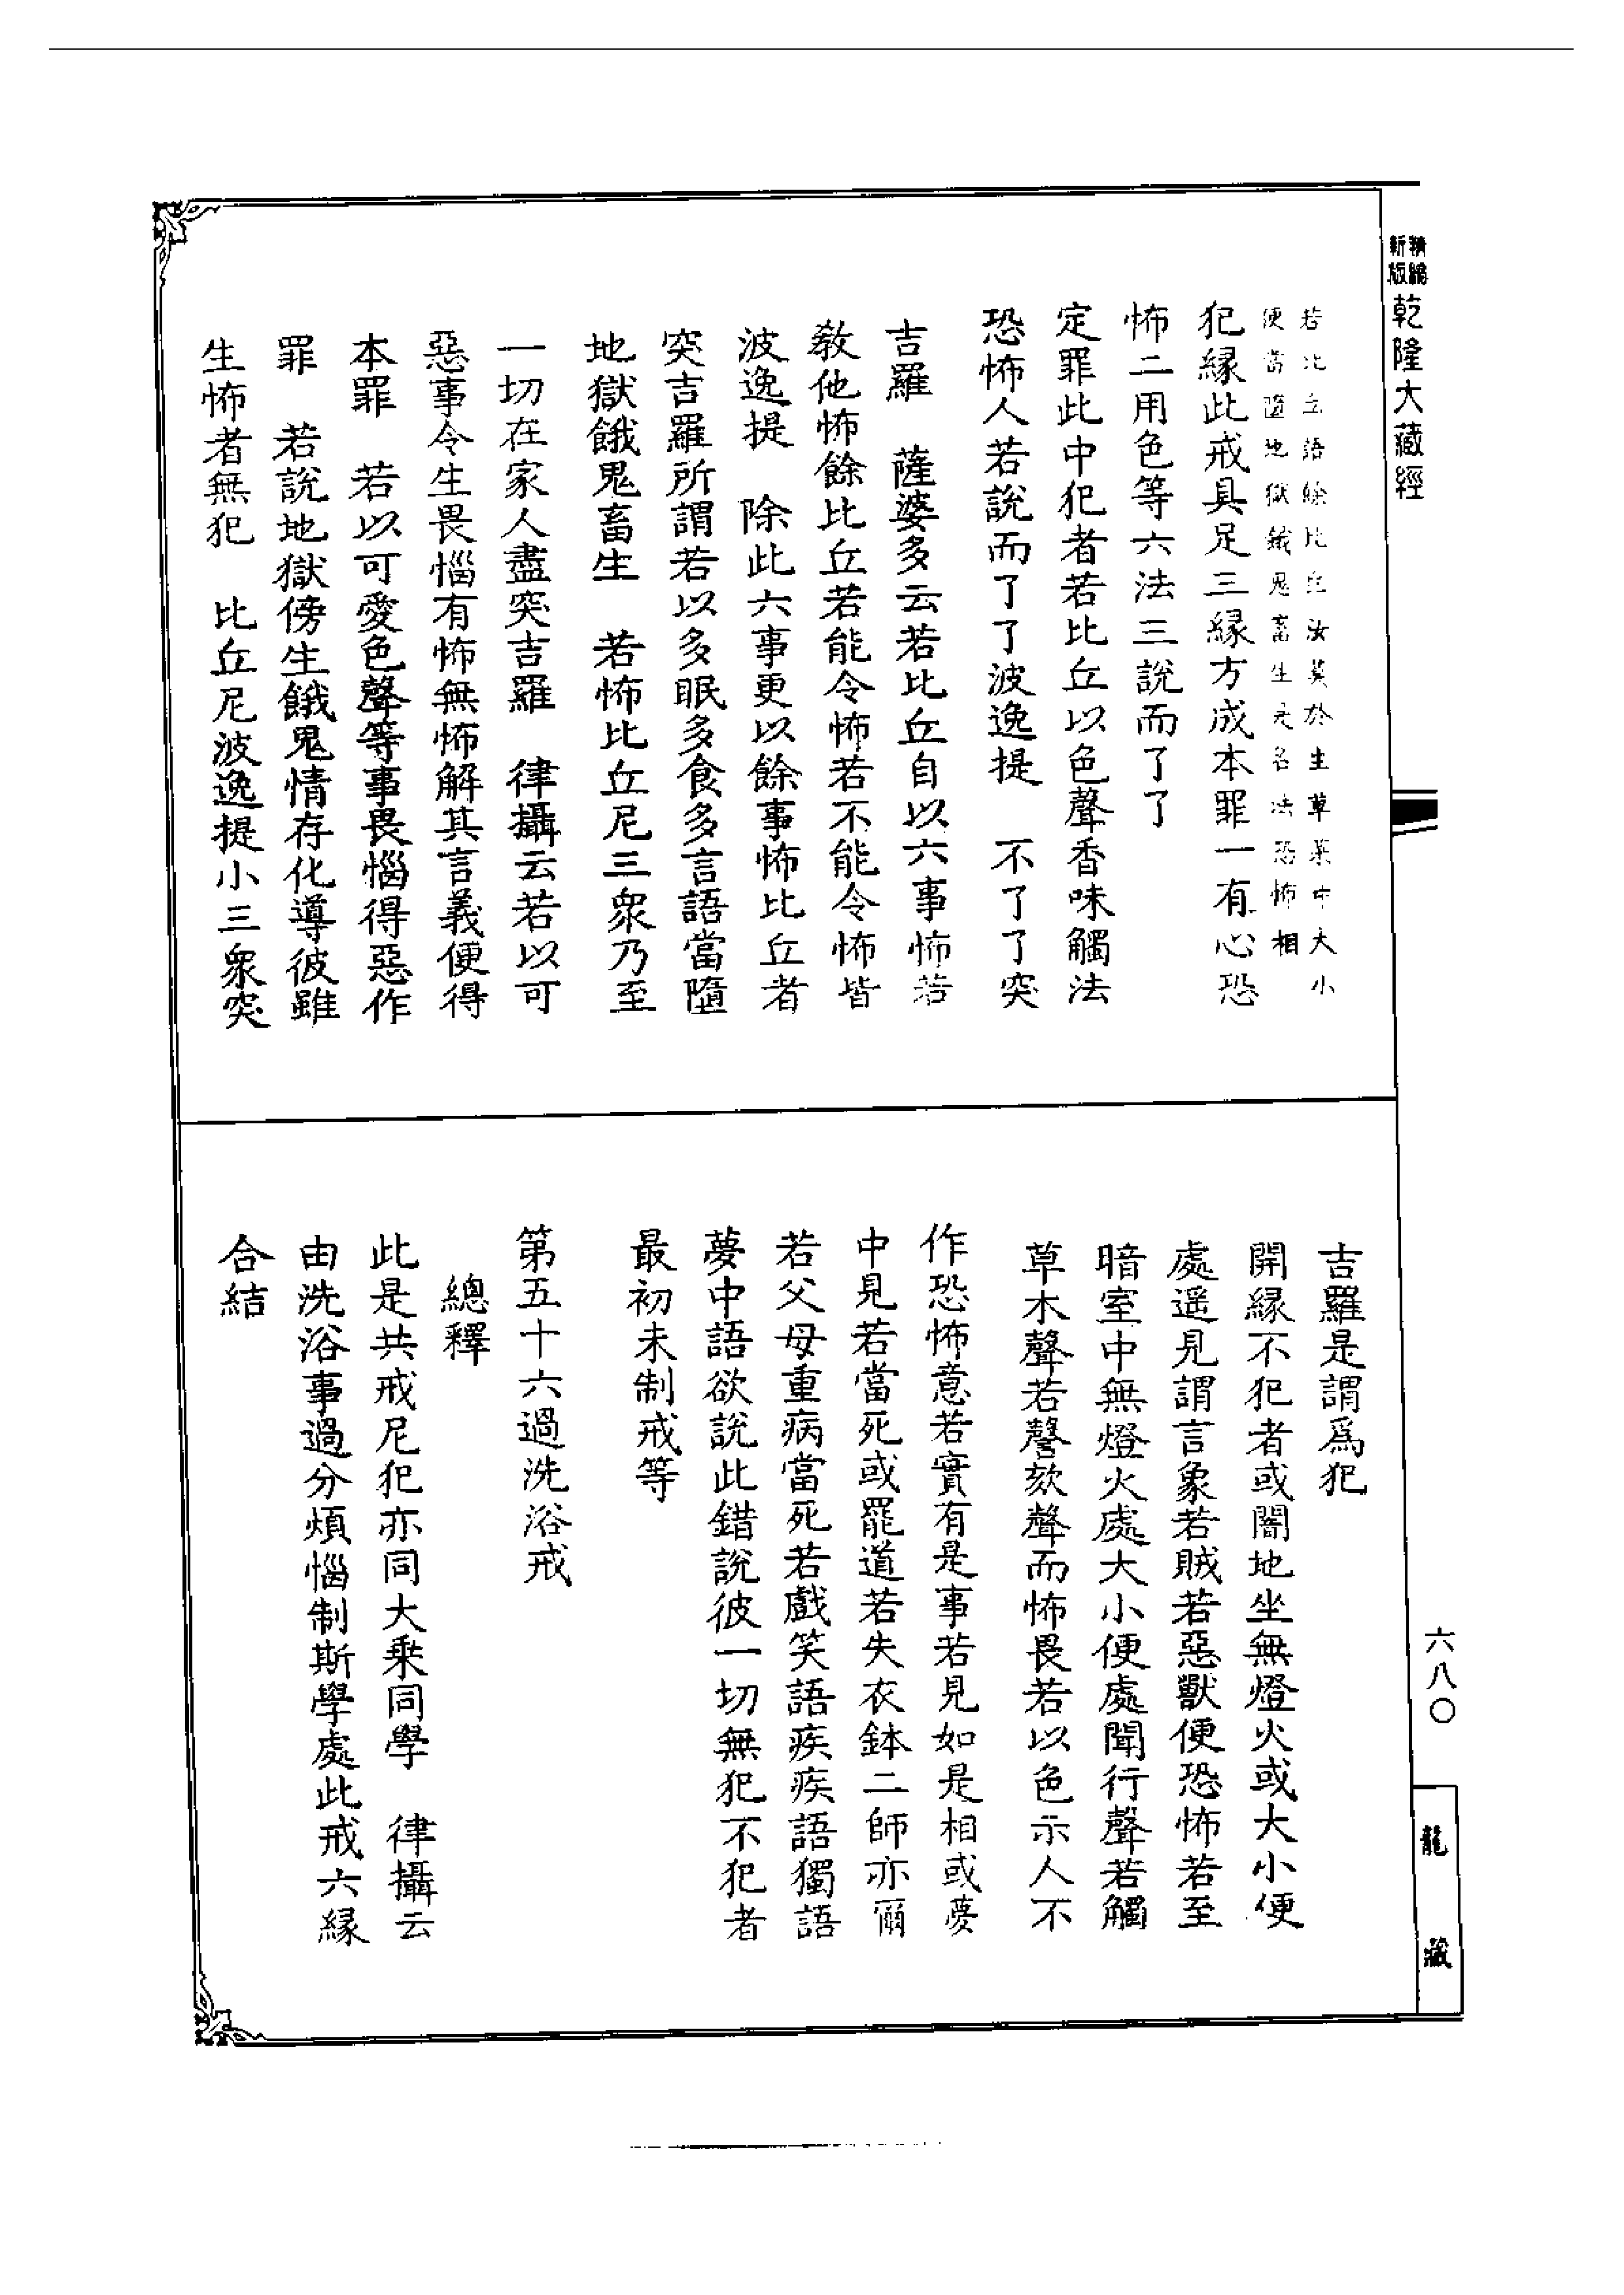 精編
新版
乾隆大藏經
若比丘語餘比丘汝莫於生草菜中大小
便當墮地獄餓鬼畜生是名法恐怖相
犯緣此戒具足三緣方成本罪一有心恐
怖二用色等六法三說而了了
定罪此中犯者若比丘以色聲香味觸法
恐怖人若說而了了波逸提　不了了突
吉羅　薩婆多云若比丘自以六事怖若
教他怖餘比丘若能令怖若不能令怖皆
波逸提　除此六事更以餘事怖比丘者
突吉羅所謂若以多眠多食多言語當墮
地獄餓鬼畜生　若怖比丘尼三衆乃至
一切在家人盡突吉羅　律攝云若以可
惡事令生畏惱有怖無怖解其言義便得
本罪　若以可愛色聲等事畏惱得惡作
罪　若說地獄傍生餓鬼情存化導彼雖
生怖者無犯　比丘尼波逸提小三衆突
吉羅是謂爲犯
開緣不犯者或闇地坐無燈火或大小便
處遥見謂言象若賊若惡獸便恐怖若至
暗室中無燈火處大小便處聞行聲若觸
草木聲若謦欬聲而怖畏若以色示人不
作恐怖意若實有是事若見如是相或夢
中見若當死或罷道若失衣鉢二師亦爾
若父母重病當死若戲笑語疾疾語獨語
夢中語欲說此錯說彼一切無犯不犯者
最初未制戒等
第五十六過洗浴戒
總釋
此是共戒尼犯亦同大乘同學　律攝云
由洗浴事過分煩惱制斯學處此戒六緣
合結
六八〇
龍藏